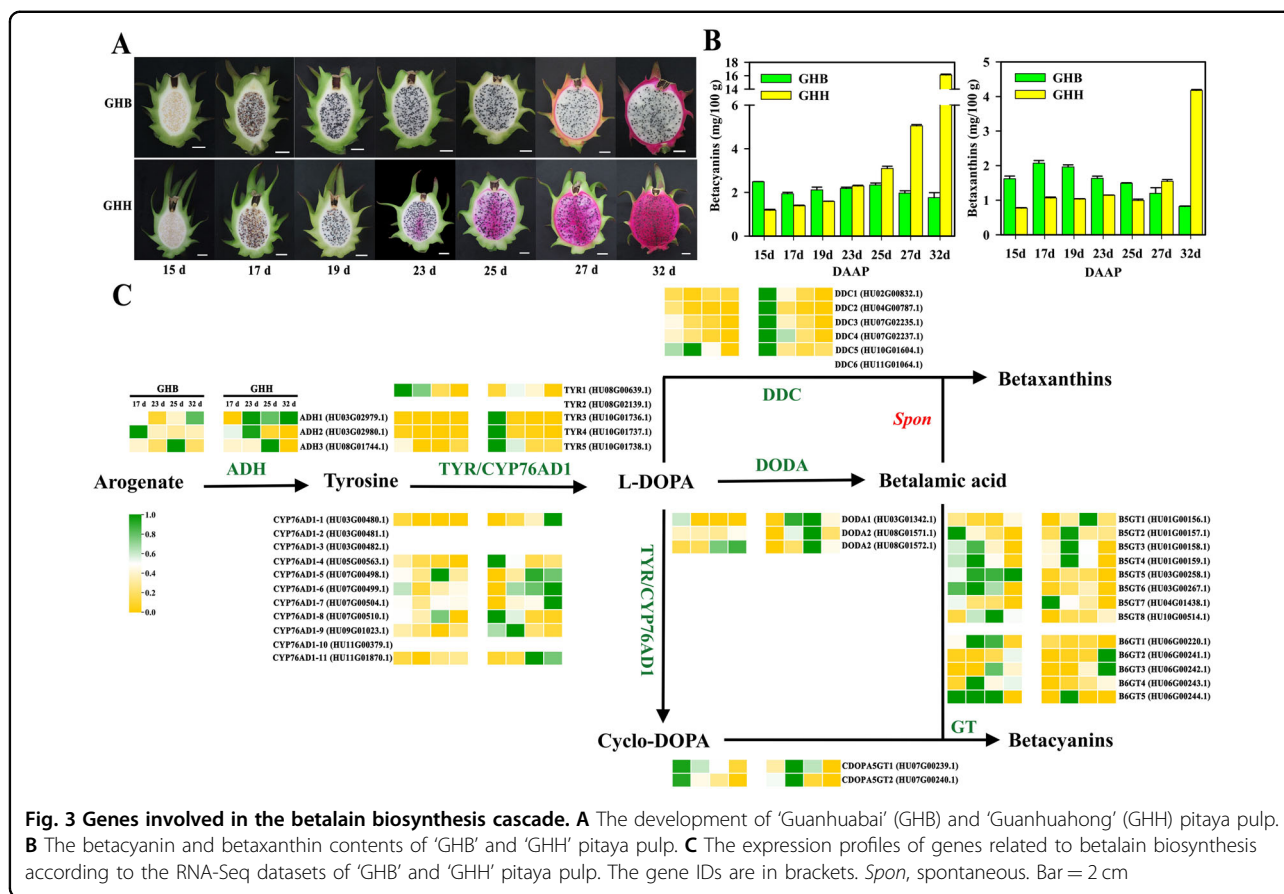 A
GHB
GHH
15 d 17 d 19 d 23 d 25 d 27 d 32 d
B
Betacyanins (mg/100 g)
18
16
14
6
4
2
0
GHB
GHH
15d 17d 19d 23d 25d 27d 32d
DAAP
Betaxanthins (mg/100 g)
5
4
3
2
1
0
GHB
GHH
15d 17d 19d 23d 25d 27d 32d
DAAP
C
DDC1 (HU02G00832.1)
DDC2 (HU04G00787.1)
DDC3 (HU07G02235.1)
DDC4 (HU07G02237.1)
DDC5 (HU10G01604.1)
DDC6 (HU11G01064.1)
GHB GHH
17 d 23 d 25 d 32 d 17 d 23 d 25 d 32 d
ADH1 (HU03G02979.1)
ADH2 (HU03G02980.1)
ADH3 (HU08G01744.1)
TYR1 (HU08G00639.1)
TYR2 (HU08G02139.1)
TYR3 (HU10G01736.1)
TYR4 (HU10G01737.1)
TYR5 (HU10G01738.1)
DDC
Betaxanthins
Spon
Arogenate
ADH
Tyrosine
TYR/CYP76AD1
L-DOPA
DODA
Betalamic acid
1.0
0.8
0.6
0.4
0.2
0.0
CYP76AD1-1 (HU03G00480.1)
CYP76AD1-2 (HU03G00481.1)
CYP76AD1-3 (HU03G00482.1)
CYP76AD1-4 (HU05G00563.1)
CYP76AD1-5 (HU07G00498.1)
CYP76AD1-6 (HU07G00499.1)
CYP76AD1-7 (HU07G00504.1)
CYP76AD1-8 (HU07G00510.1)
CYP76AD1-9 (HU09G01023.1)
CYP76AD1-10 (HU11G00379.1)
CYP76AD1-11 (HU11G01870.1)
TYR/CYP76AD1
DODA1 (HU03G01342.1)
DODA2 (HU08G01571.1)
DODA2 (HU08G01572.1)
B5GT1 (HU01G00156.1)
B5GT2 (HU01G00157.1)
B5GT3 (HU01G00158.1)
B5GT4 (HU01G00159.1)
B5GT5 (HU03G00258.1)
B5GT6 (HU03G00267.1)
B5GT7 (HU04G01438.1)
B5GT8 (HU10G00514.1)
B6GT1 (HU06G00220.1)
B6GT2 (HU06G00241.1)
B6GT3 (HU06G00242.1)
B6GT4 (HU06G00243.1)
B6GT5 (HU06G00244.1)
GT
Cyclo-DOPA
Betacyanins
CDOPA5GT1 (HU07G00239.1)
CDOPA5GT2 (HU07G00240.1)
Fig. 3 Genes involved in the betalain biosynthesis cascade. A The development of ‘Guanhuabai’ (GHB) and ‘Guanhuahong’ (GHH) pitaya pulp.
B The betacyanin and betaxanthin contents of ‘GHB’ and ‘GHH’ pitaya pulp. C The expression profiles of genes related to betalain biosynthesis
according to the RNA-Seq datasets of ‘GHB’ and ‘GHH’ pitaya pulp. The gene IDs are in brackets. Spon, spontaneous. Bar = 2 cm